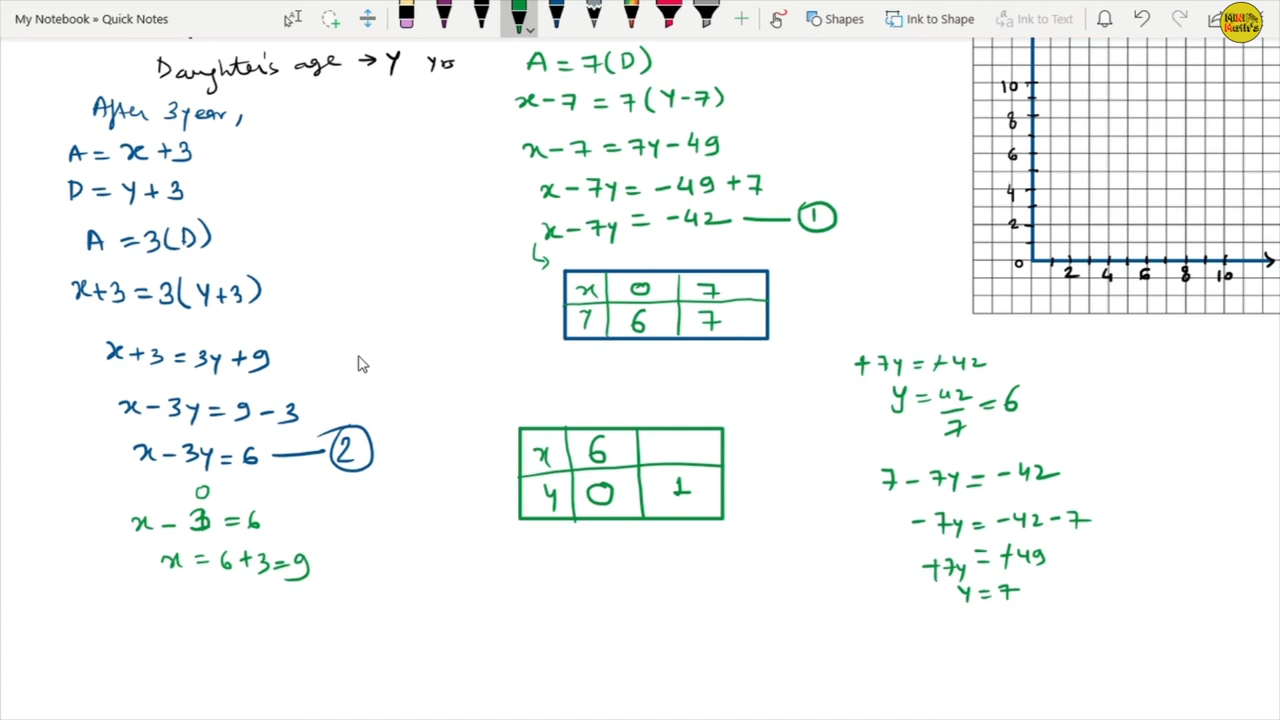 My Notebook » Quick Notes
Shapes
Ink to Shape
Ink to Text
Daughter's age → y yrs
After 3 year,
A = x + 3
D = y + 3
A = 3(D)
x+3 = 3(y+3)
x+3 = 3y+9
x-3y = 9-3
x-3y = 6 — 2
0
x - 3 = 6
x = 6+3=9
A = 7(D)
x-7 = 7(y-7)
x-7 = 7y-49
x-7y = -49+7
x-7y = -42 — 1
x 0 7
y 6 7
x 6
y 0 1
10
8
6
4
2
0 2 4 6 8 10
+7y = +42
y = 42/7 = 6
7-7y = -42
-7y = -42-7
+7y = +49
y = 7